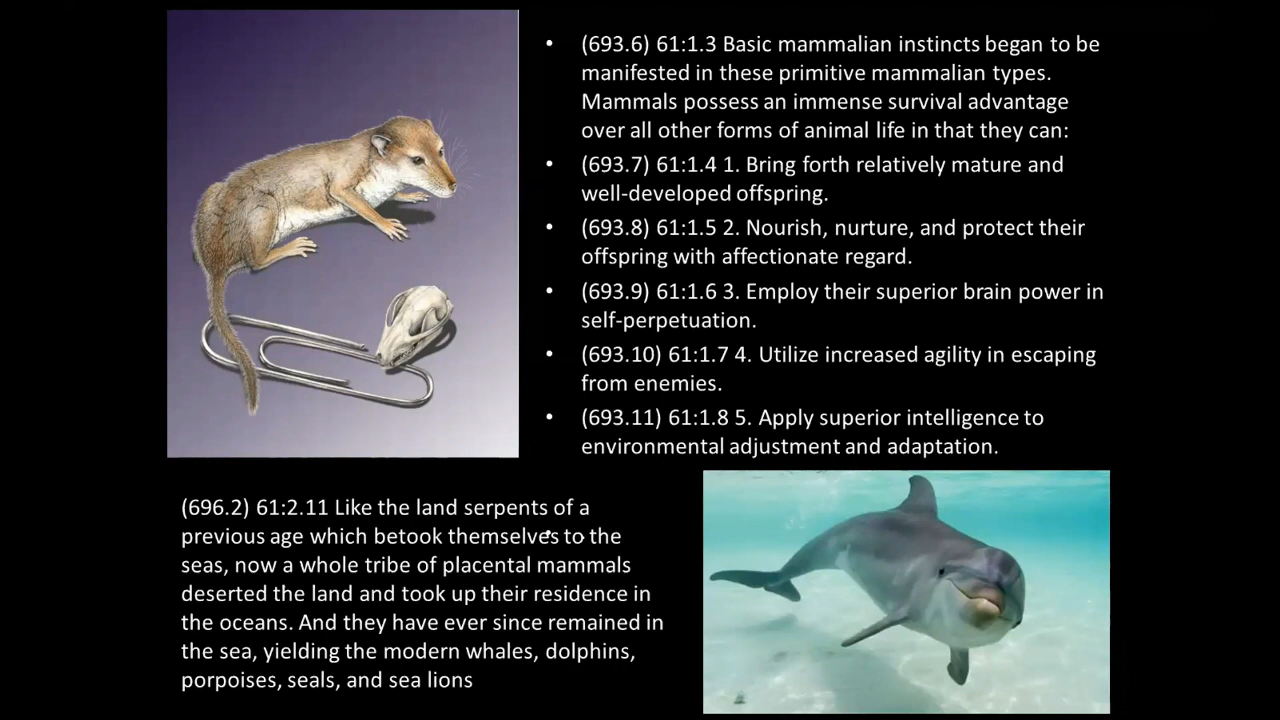 • (693.6) 61:1.3 Basic mammalian instincts began to be
manifested in these primitive mammalian types.
Mammals possess an immense survival advantage
over all other forms of animal life in that they can:
• (693.7) 61:1.4 1. Bring forth relatively mature and
well-developed offspring.
• (693.8) 61:1.5 2. Nourish, nurture, and protect their
offspring with affectionate regard.
• (693.9) 61:1.6 3. Employ their superior brain power in
self-perpetuation.
• (693.10) 61:1.7 4. Utilize increased agility in escaping
from enemies.
• (693.11) 61:1.8 5. Apply superior intelligence to
environmental adjustment and adaptation.
(696.2) 61:2.11 Like the land serpents of a
previous age which betook themselves to the
seas, now a whole tribe of placental mammals
deserted the land and took up their residence in
the oceans. And they have ever since remained in
the sea, yielding the modern whales, dolphins,
porpoises, seals, and sea lions